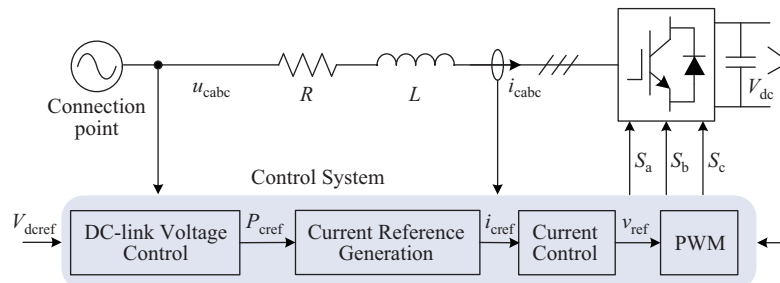 Connection
point
u_cabc
R
L
i_cabc
V_dc
S_a
S_b
S_c
Control System
V_dcref
DC-link Voltage
Control
P_cref
Current Reference
Generation
i_cref
Current
Control
v_ref
PWM